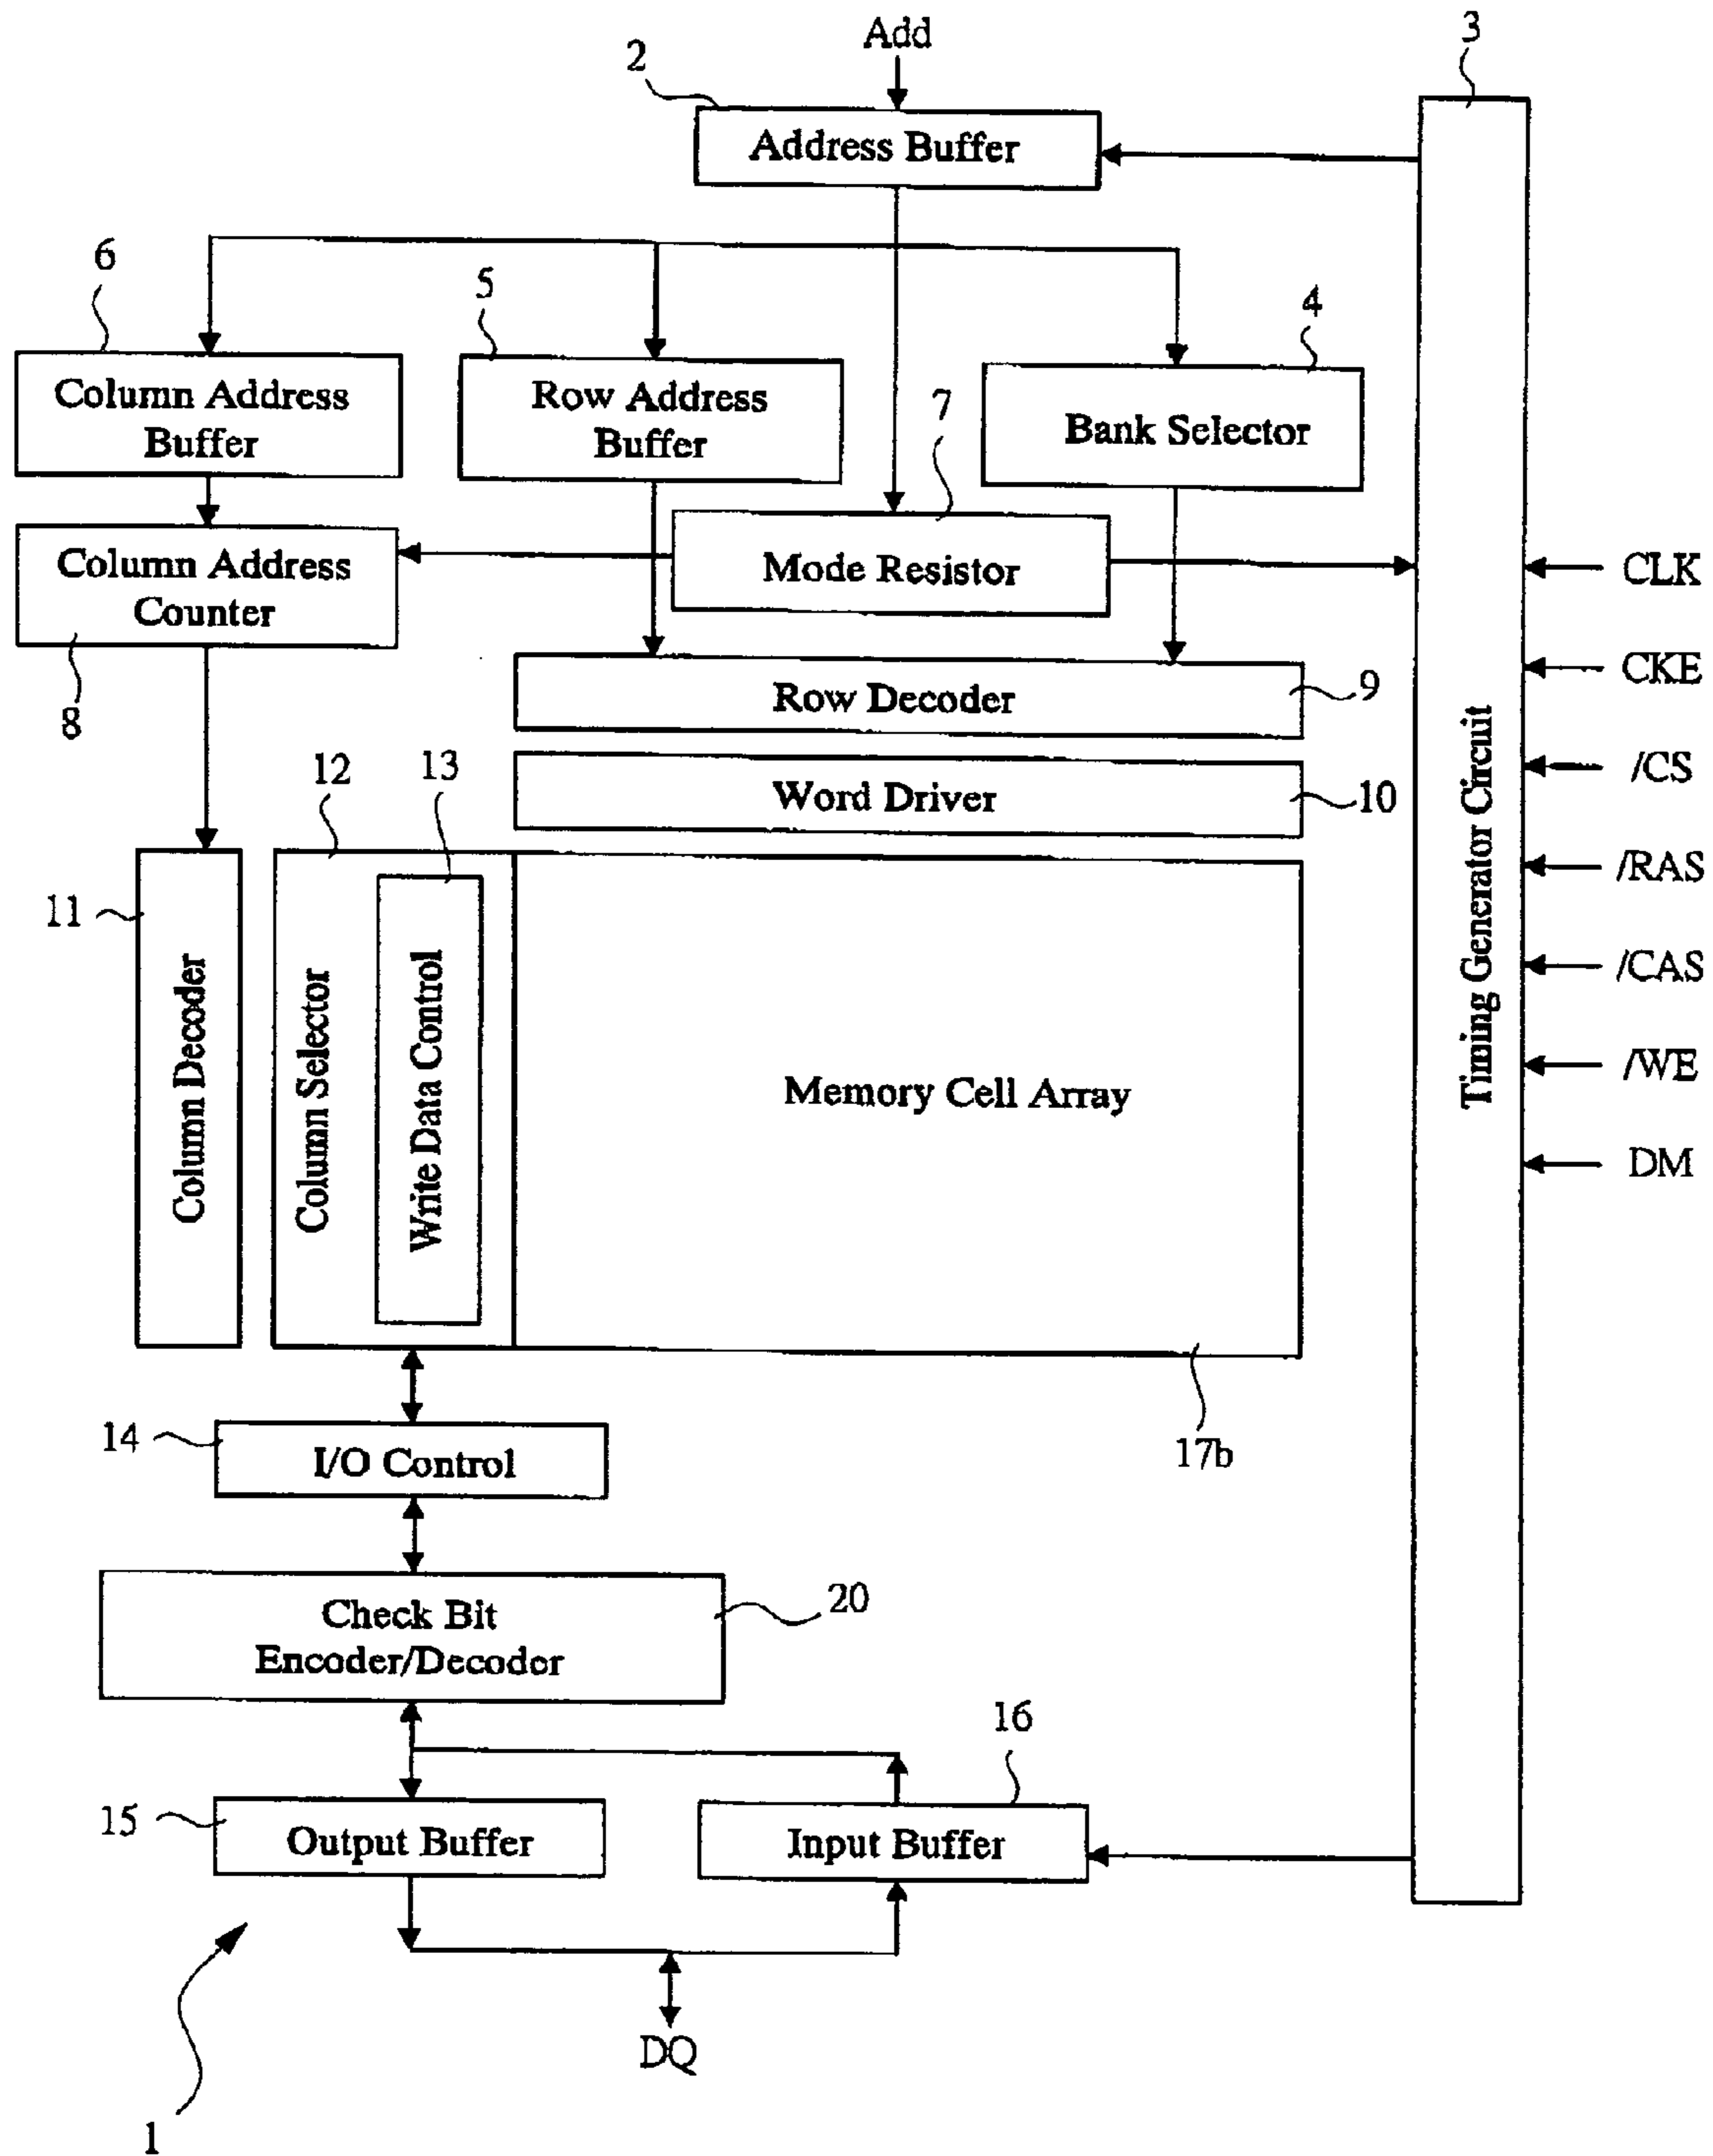 Add
2
3
Address Buffer
6
5
4
Column Address
Buffer
Row Address
Buffer
7
Bank Selector
Column Address
Counter
Mode Resistor
CLK
8
Row Decoder
9
CKE
12
13
Word Driver
10
/CS
Timing Generator Circuit
/RAS
11
Column Decoder
Column Selector
Write Data Control
Memory Cell Array
/CAS
/WE
DM
14
I/O Control
17b
Check Bit
Encoder/Decoder
20
16
15
Output Buffer
Input Buffer
DQ
1